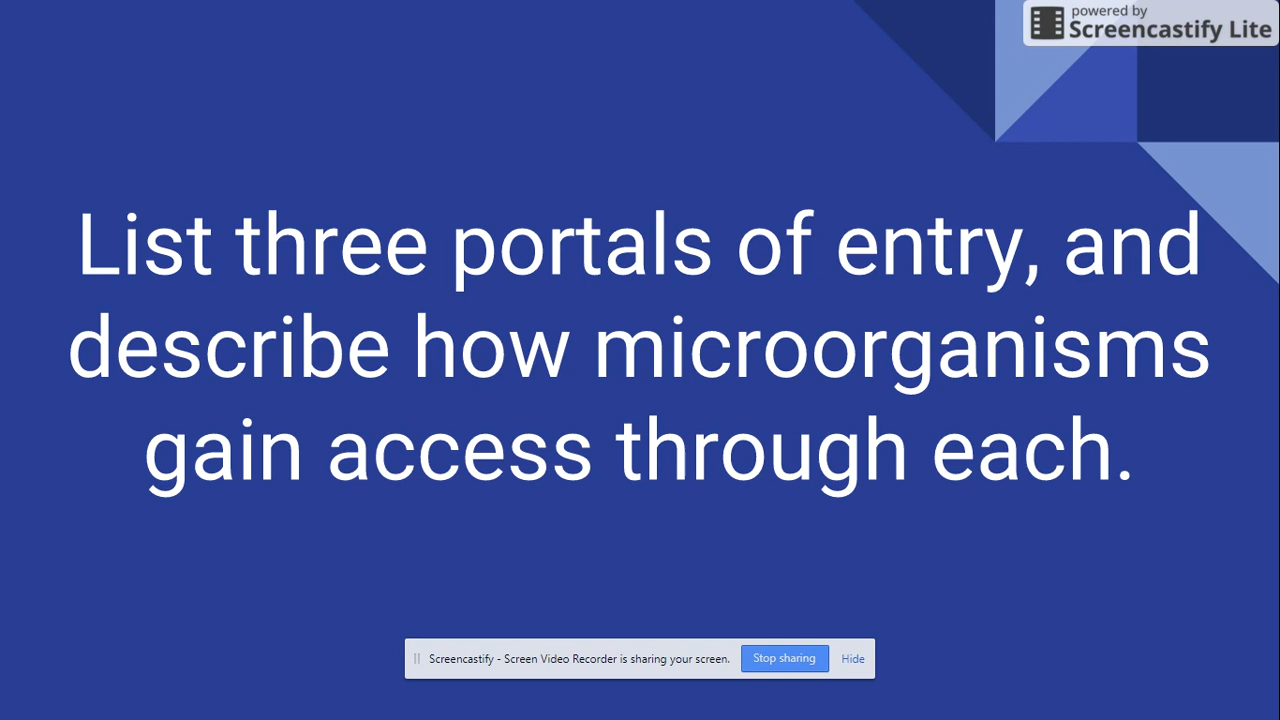 powered by
Screencastify Lite
List three portals of entry, and
describe how microorganisms
gain access through each.
Screencastify - Screen Video Recorder is sharing your screen. Stop sharing Hide